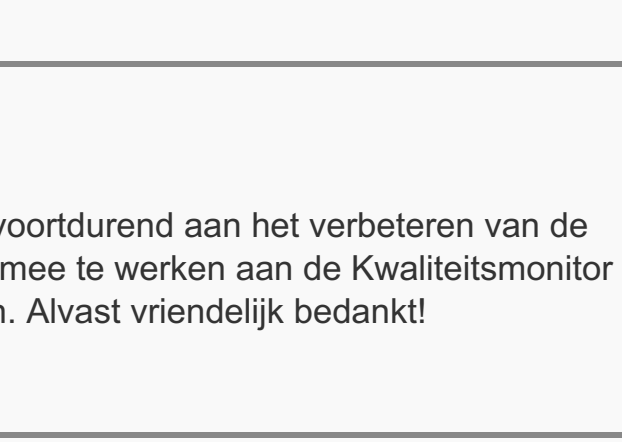 voortdurend aan het verbeteren van de
mee te werken aan de Kwaliteitsmonitor
n. Alvast vriendelijk bedankt!